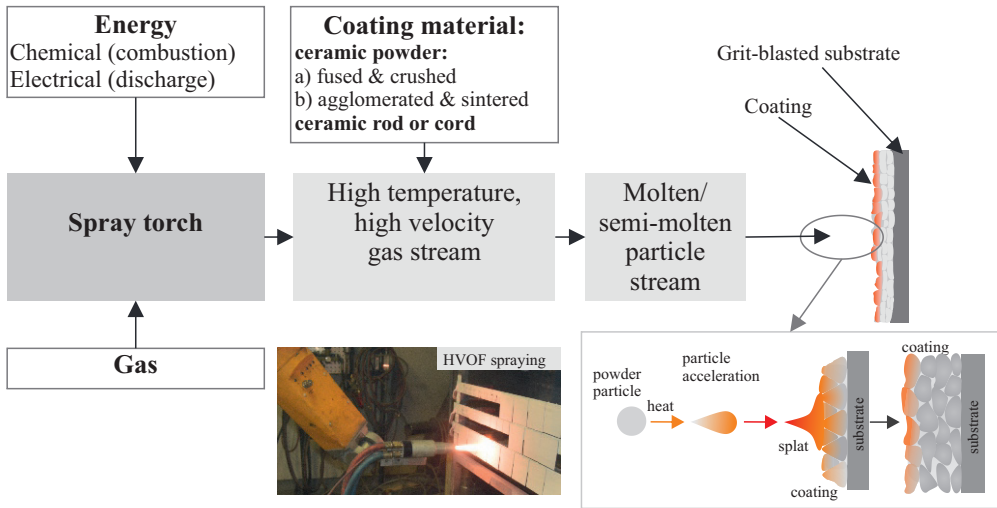 Energy
Chemical (combustion)
Electrical (discharge)
Coating material:
ceramic powder:
a) fused & crushed
b) agglomerated & sintered
ceramic rod or cord
Grit-blasted substrate
Coating
Spray torch
High temperature,
high velocity
gas stream
Molten/
semi-molten
particle
stream
Gas
HVOF spraying
powder
particle
heat
particle
acceleration
splat
coating
substrate
coating
substrate